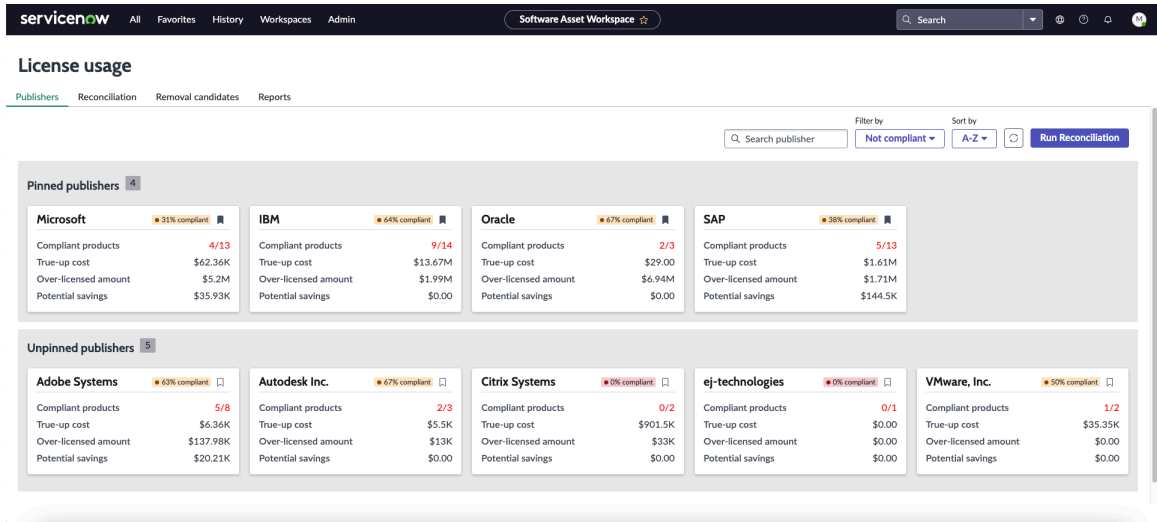 servicenow All Favorites History Workspaces Admin Software Asset Workspace ☆ Search M
License usage
Publishers Reconciliation Removal candidates Reports
Filter by Sort by
Search publisher Not compliant A-Z Run Reconciliation
Pinned publishers 4
Microsoft 31% compliant
Compliant products 4/13
True-up cost $62.36K
Over-licensed amount $5.2M
Potential savings $35.93K
IBM 64% compliant
Compliant products 9/14
True-up cost $13.67M
Over-licensed amount $1.99M
Potential savings $0.00
Oracle 67% compliant
Compliant products 2/3
True-up cost $29.00
Over-licensed amount $6.94M
Potential savings $0.00
SAP 38% compliant
Compliant products 5/13
True-up cost $1.61M
Over-licensed amount $1.71M
Potential savings $144.5K
Unpinned publishers 5
Adobe Systems 63% compliant
Compliant products 5/8
True-up cost $6.36K
Over-licensed amount $137.98K
Potential savings $20.21K
Autodesk Inc. 67% compliant
Compliant products 2/3
True-up cost $5.5K
Over-licensed amount $13K
Potential savings $0.00
Citrix Systems 0% compliant
Compliant products 0/2
True-up cost $901.5K
Over-licensed amount $33K
Potential savings $0.00
ej-technologies 0% compliant
Compliant products 0/1
True-up cost $0.00
Over-licensed amount $0.00
Potential savings $0.00
VMware, Inc. 50% compliant
Compliant products 1/2
True-up cost $35.35K
Over-licensed amount $0.00
Potential savings $0.00